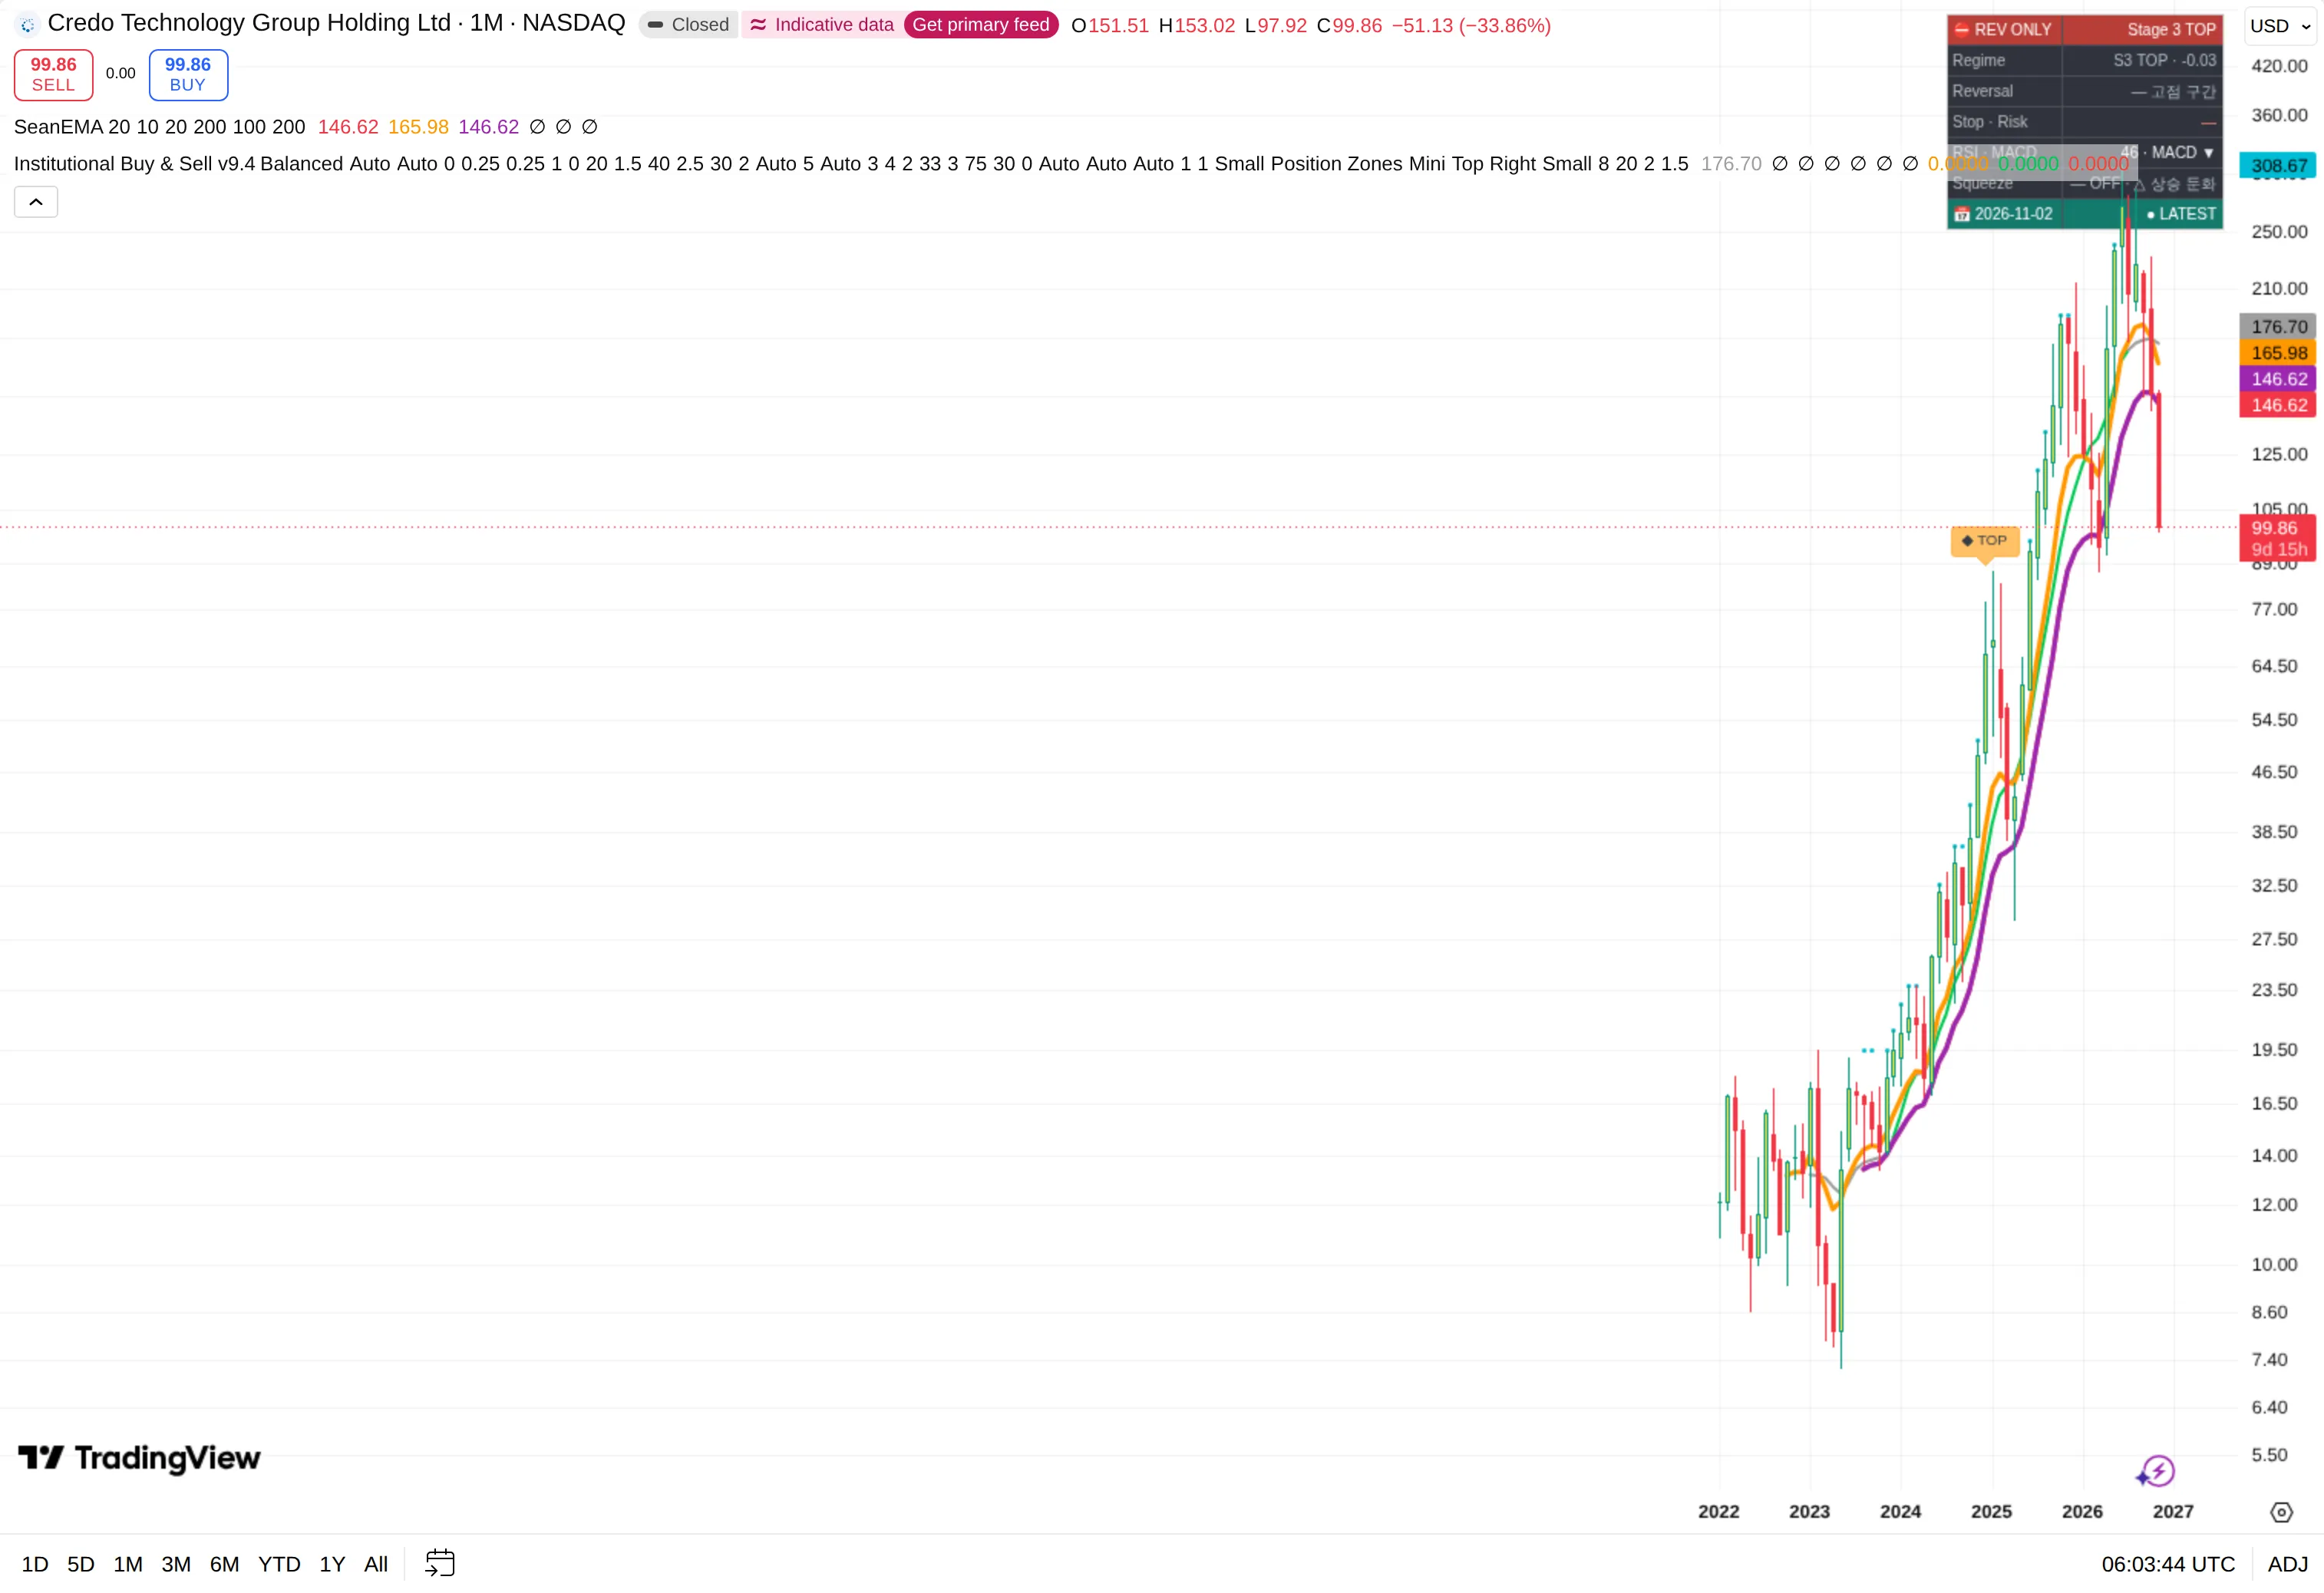 Credo Technology Group Holding Ltd · 1M · NASDAQ Closed Indicative data Get primary feed O151.51 H153.02 L97.92 C99.86 −51.13 (−33.86%)
99.86 SELL 0.00 99.86 BUY
SeanEMA 20 10 20 200 100 200 146.62 165.98 146.62 ∅ ∅ ∅
Institutional Buy & Sell v9.4 Balanced Auto Auto 0 0.25 0.25 1 0 20 1.5 40 2.5 30 2 Auto 5 Auto 3 4 2 33 3 75 30 0 Auto Auto Auto 1 1 Small Position Zones Mini Top Right Small 8 20 2 1.5 176.70 ∅ ∅ ∅ ∅ ∅ ∅ 0.0000 0.0000 0.0000
REV ONLY Stage 3 TOP
Regime S3 TOP · -0.03
Reversal — 고점 구간
Stop · Risk —
RSI · MACD 46 · MACD ▼
Squeeze — OFF · △ 상승 둔화
2026-11-02 ● LATEST
◆ TOP
USD
420.00
360.00
308.67
250.00
210.00
176.70
165.98
146.62
146.62
125.00
105.00
99.86
9d 15h
89.00
77.00
64.50
54.50
46.50
38.50
32.50
27.50
23.50
19.50
16.50
14.00
12.00
10.00
8.60
7.40
6.40
5.50
TradingView
2022 2023 2024 2025 2026 2027
1D 5D 1M 3M 6M YTD 1Y All 06:03:44 UTC ADJ